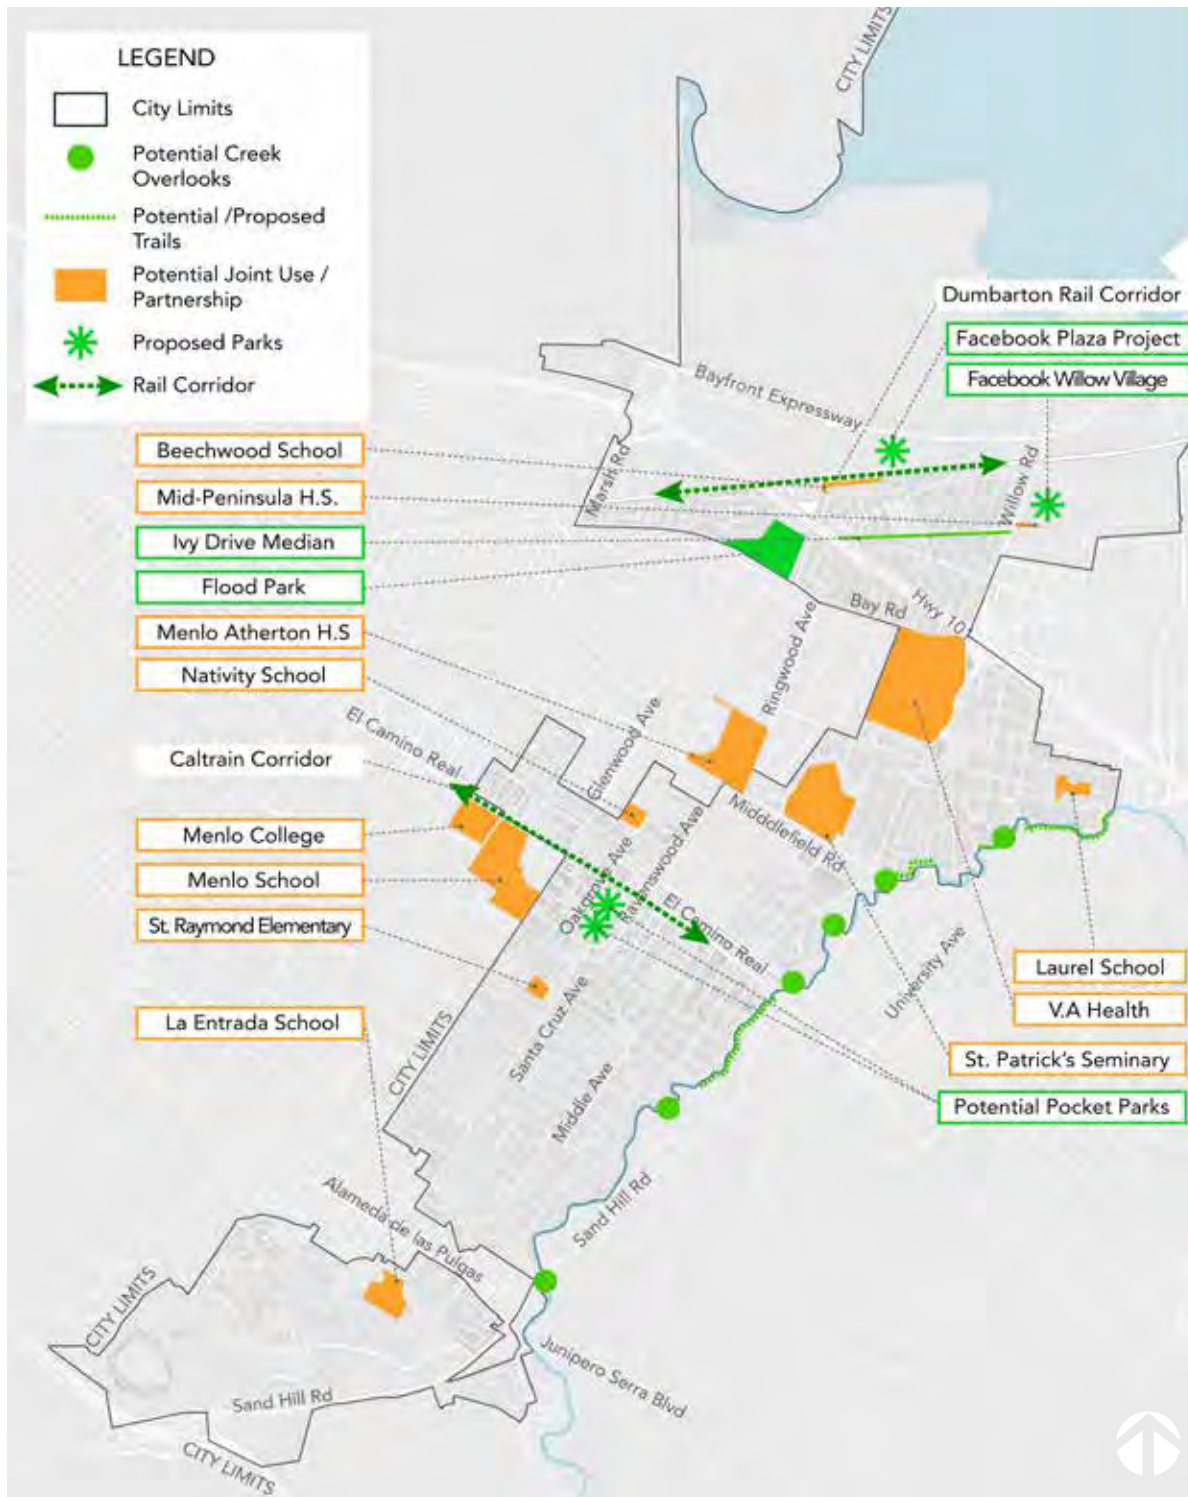 LEGEND
City Limits
Potential Creek
Overlooks
Potential /Proposed
Trails
Potential Joint Use /
Partnership
Proposed Parks
Rail Corridor
CITY LIMITS
Dumbarton Rail Corridor
Facebook Plaza Project
Facebook Willow Village
Bayfront Expressway
Marsh Rd
Willow Rd
Beechwood School
Mid-Peninsula H.S.
Ivy Drive Median
Flood Park
Menlo Atherton H.S
Nativity School
Bay Rd
Hwy 10
Ringwood Ave
Glenwood Ave
El Camino Real
Caltrain Corridor
Menlo College
Menlo School
St. Raymond Elementary
La Entrada School
Midddlefield Rd
Oakgrove Ave
Ravenswood Ave
El Camino Real
University Ave
Santa Cruz Ave
Middle Ave
CITY LIMITS
Laurel School
V.A Health
St. Patrick's Seminary
Potential Pocket Parks
Sand Hill Rd
Alameda de las Pulgas
CITY LIMITS
Junipero Serra Blvd
Sand Hill Rd
CITY LIMITS